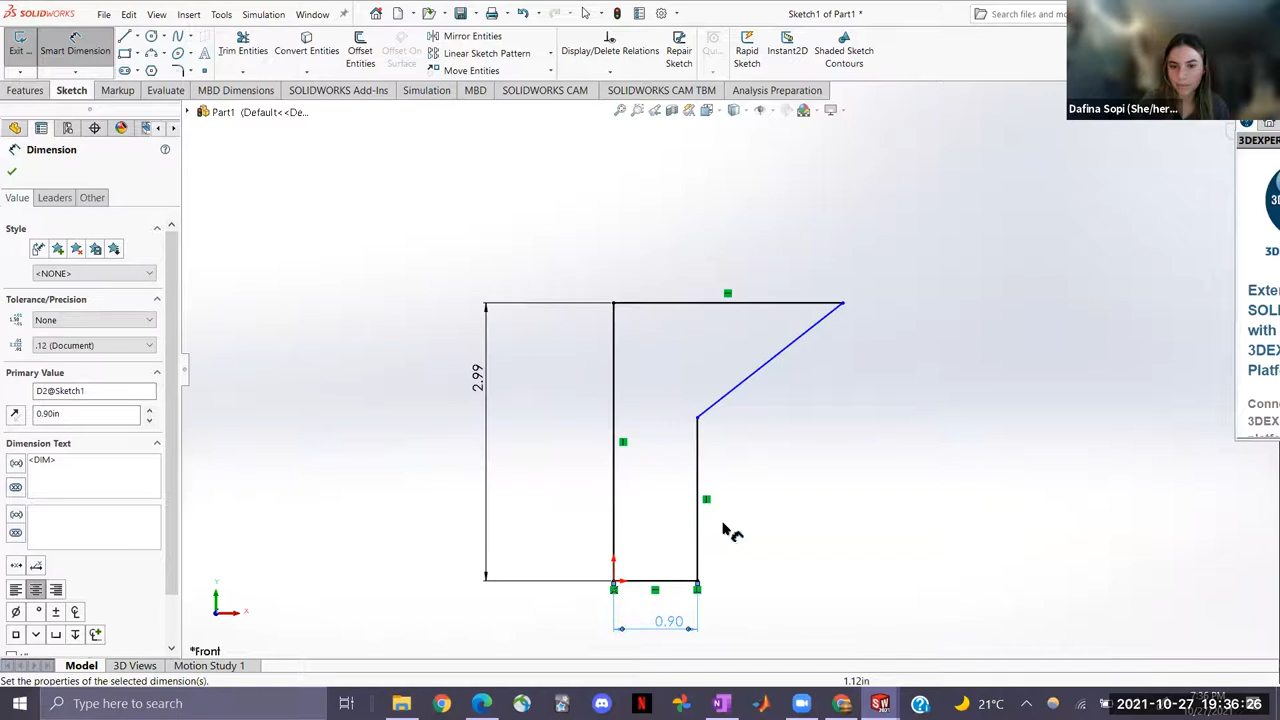 SOLIDWORKS
File Edit View Insert Tools Simulation Window
Sketch1 of Part1 *
Search files and
Exit ... Smart Dimension
Trim Entities Convert Entities Offset Entities Offset On Surface
Mirror Entities
Linear Sketch Pattern
Move Entities
Display/Delete Relations Repair Sketch Qui... Rapid Sketch Instant2D Shaded Sketch Contours
Features Sketch Markup Evaluate MBD Dimensions SOLIDWORKS Add-Ins Simulation MBD SOLIDWORKS CAM SOLIDWORKS CAM TBM Analysis Preparation
Dafina Sopi (She/her...
Part1 (Default<<De...
Dimension
Value Leaders Other
Style
<NONE>
Tolerance/Precision
None
.12 (Document)
Primary Value
D2@Sketch1
0.90in
Dimension Text
<DIM>
2.99
0.90
Y
X
*Front
3DEXPER
3D
Exter
SOLI
with
3DEX
Platf
Conn
3DEX
Model 3D Views Motion Study 1
Set the properties of the selected dimension(s).
1.12in
Type here to search
21°C
2021-10-27, 19:36:26